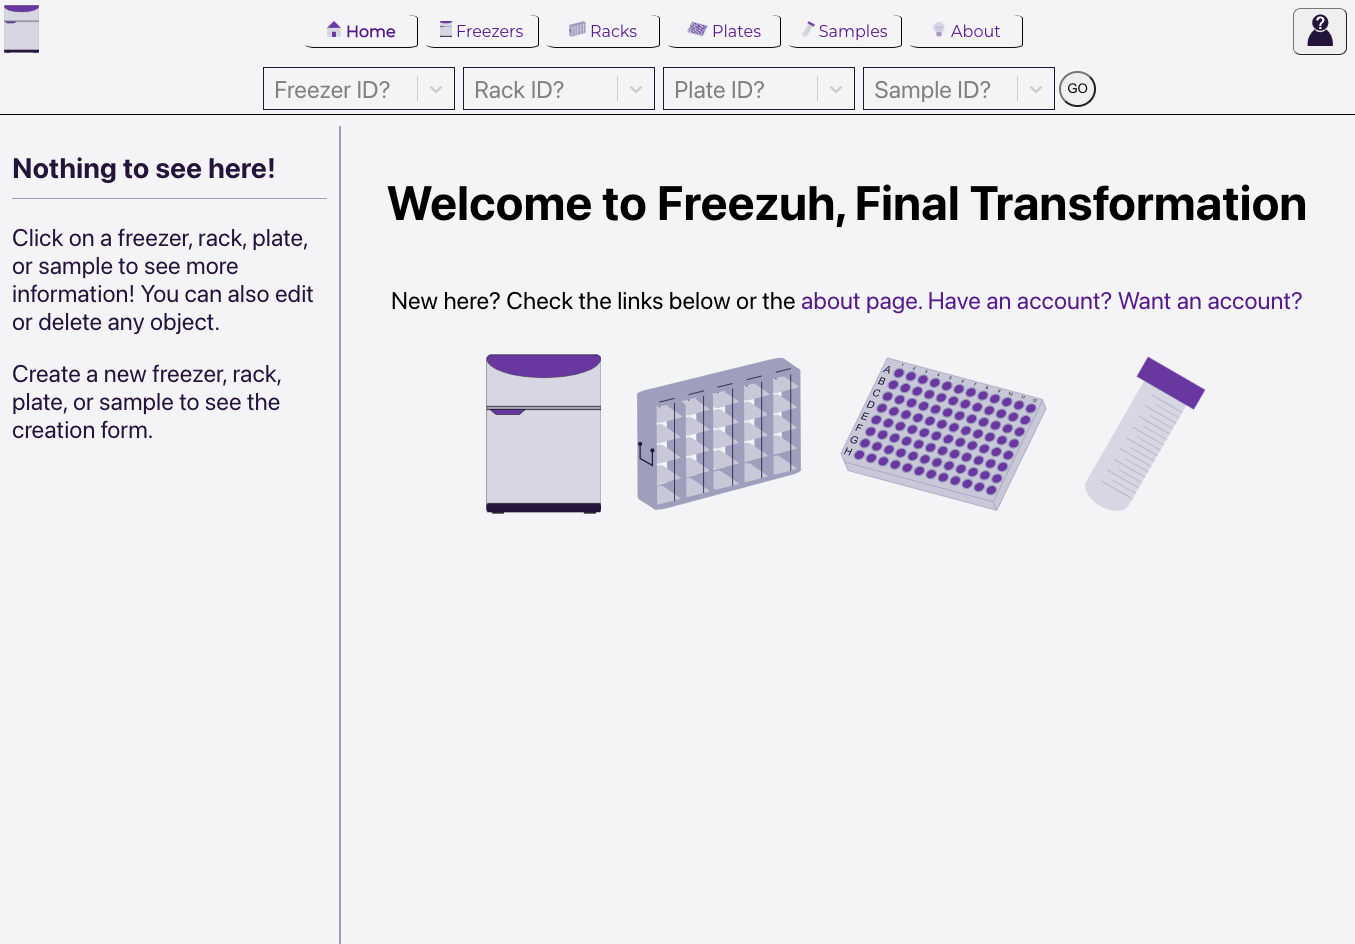 Home
Freezers
Racks
Plates
Samples
About
?
Freezer ID?
Rack ID?
Plate ID?
Sample ID?
GO
Nothing to see here!
Click on a freezer, rack, plate,
or sample to see more
information! You can also edit
or delete any object.
Create a new freezer, rack,
plate, or sample to see the
creation form.
Welcome to Freezuh, Final Transformation
New here? Check the links below or the about page. Have an account? Want an account?
A
B
C
D
E
F
G
H